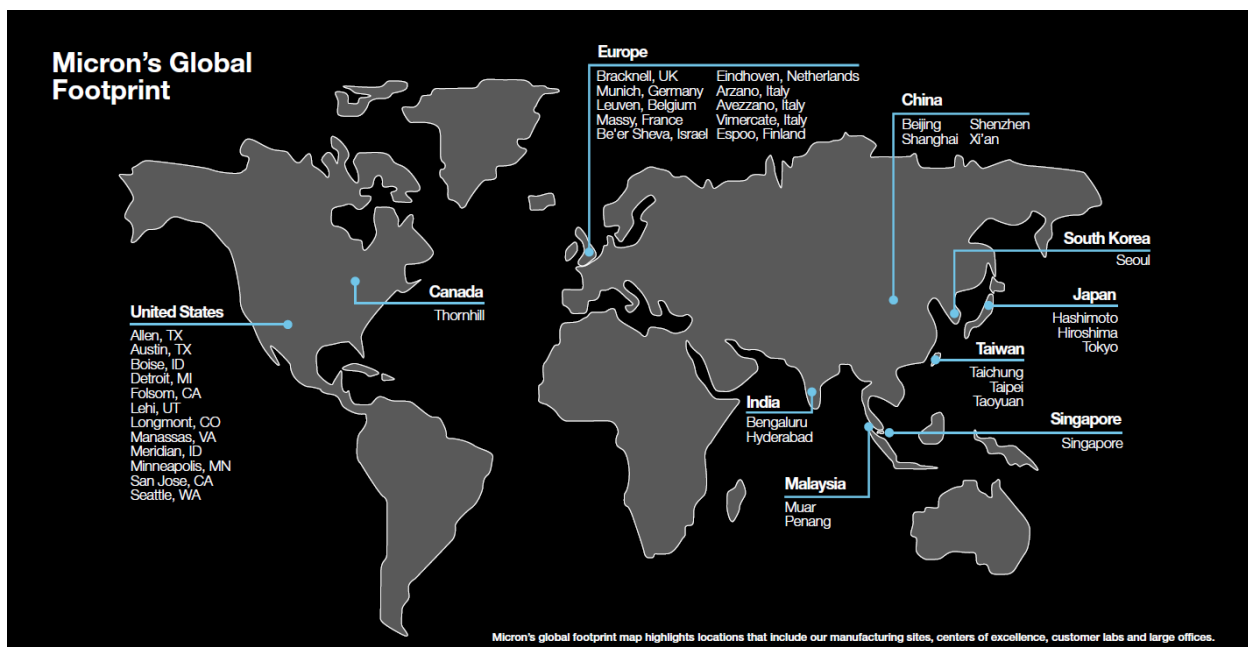 Micron's Global
Footprint
Europe
Bracknell, UK
Munich, Germany
Leuven, Belgium
Massy, France
Be'er Sheva, Israel
Eindhoven, Netherlands
Arzano, Italy
Avezzano, Italy
Vimercate, Italy
Espoo, Finland
China
Beijing
Shanghai
Shenzhen
Xi'an
South Korea
Seoul
Canada
Thornhill
United States
Allen, TX
Austin, TX
Boise, ID
Detroit, MI
Folsom, CA
Lehi, UT
Longmont, CO
Manassas, VA
Meridian, ID
Minneapolis, MN
San Jose, CA
Seattle, WA
Japan
Hashimoto
Hiroshima
Tokyo
Taiwan
Taichung
Taipei
Taoyuan
India
Bengaluru
Hyderabad
Singapore
Singapore
Malaysia
Muar
Penang
Micron's global footprint map highlights locations that include our manufacturing sites, centers of excellence, customer labs and large offices.